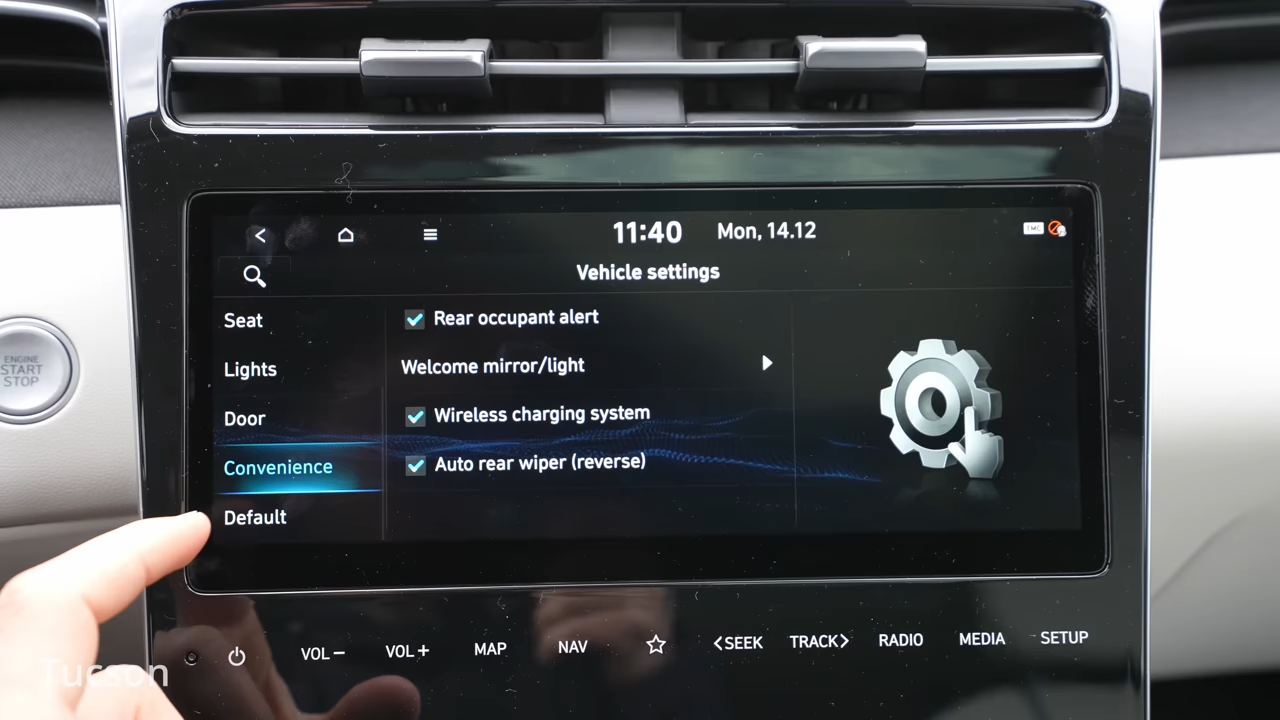 11:40 Mon, 14.12
TMC
Vehicle settings
Seat
Lights
Door
Convenience
Default
Rear occupant alert
Welcome mirror/light
Wireless charging system
Auto rear wiper (reverse)
ENGINE
START
STOP
VOL− VOL+ MAP NAV <SEEK TRACK> RADIO MEDIA SETUP
Tucson